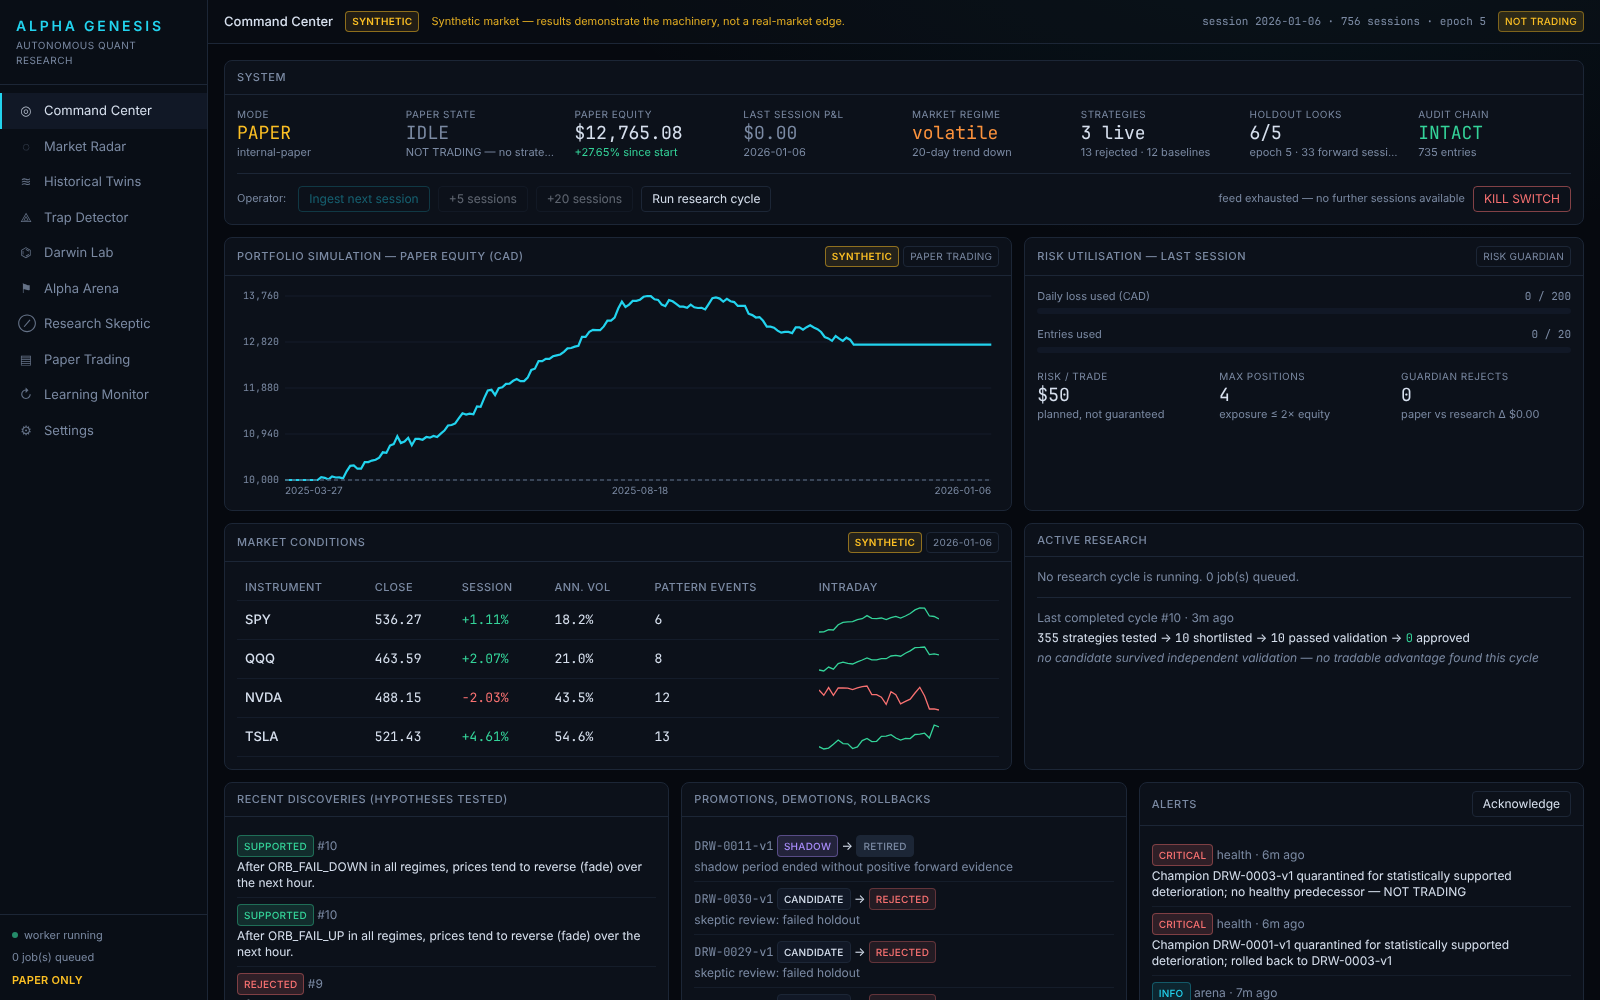 ALPHA GENESIS
AUTONOMOUS QUANT
RESEARCH
Command Center
Market Radar
Historical Twins
Trap Detector
Darwin Lab
Alpha Arena
Research Skeptic
Paper Trading
Learning Monitor
Settings
worker running
0 job(s) queued
PAPER ONLY
Command Center SYNTHETIC Synthetic market — results demonstrate the machinery, not a real-market edge. session 2026-01-06 · 756 sessions · epoch 5 NOT TRADING
SYSTEM
MODE PAPER STATE PAPER EQUITY LAST SESSION P&L MARKET REGIME STRATEGIES HOLDOUT LOOKS AUDIT CHAIN
PAPER IDLE $12,765.08 $0.00 volatile 3 live 6/5 INTACT
internal-paper NOT TRADING — no strate... +27.65% since start 2026-01-06 20-day trend down 13 rejected · 12 baselines epoch 5 · 33 forward sessi... 735 entries
Operator: Ingest next session +5 sessions +20 sessions Run research cycle feed exhausted — no further sessions available KILL SWITCH
PORTFOLIO SIMULATION — PAPER EQUITY (CAD) SYNTHETIC PAPER TRADING
13,760
12,820
11,880
10,940
10,000
2025-03-27 2025-08-18 2026-01-06
RISK UTILISATION — LAST SESSION RISK GUARDIAN
Daily loss used (CAD) 0 / 200
Entries used 0 / 20
RISK / TRADE MAX POSITIONS GUARDIAN REJECTS
$50 4 0
planned, not guaranteed exposure ≤ 2× equity paper vs research Δ $0.00
MARKET CONDITIONS SYNTHETIC 2026-01-06
INSTRUMENT CLOSE SESSION ANN. VOL PATTERN EVENTS INTRADAY
SPY 536.27 +1.11% 18.2% 6
QQQ 463.59 +2.07% 21.0% 8
NVDA 488.15 -2.03% 43.5% 12
TSLA 521.43 +4.61% 54.6% 13
ACTIVE RESEARCH
No research cycle is running. 0 job(s) queued.
Last completed cycle #10 · 3m ago
355 strategies tested → 10 shortlisted → 10 passed validation → 0 approved
no candidate survived independent validation — no tradable advantage found this cycle
RECENT DISCOVERIES (HYPOTHESES TESTED)
SUPPORTED #10
After ORB_FAIL_DOWN in all regimes, prices tend to reverse (fade) over
the next hour.
SUPPORTED #10
After ORB_FAIL_UP in all regimes, prices tend to reverse (fade) over the
next hour.
REJECTED #9
PROMOTIONS, DEMOTIONS, ROLLBACKS
DRW-0011-v1 SHADOW → RETIRED
shadow period ended without positive forward evidence
DRW-0030-v1 CANDIDATE → REJECTED
skeptic review: failed holdout
DRW-0029-v1 CANDIDATE → REJECTED
skeptic review: failed holdout
ALERTS Acknowledge
CRITICAL health · 6m ago
Champion DRW-0003-v1 quarantined for statistically supported
deterioration; no healthy predecessor — NOT TRADING
CRITICAL health · 6m ago
Champion DRW-0001-v1 quarantined for statistically supported
deterioration; rolled back to DRW-0003-v1
INFO arena · 7m ago